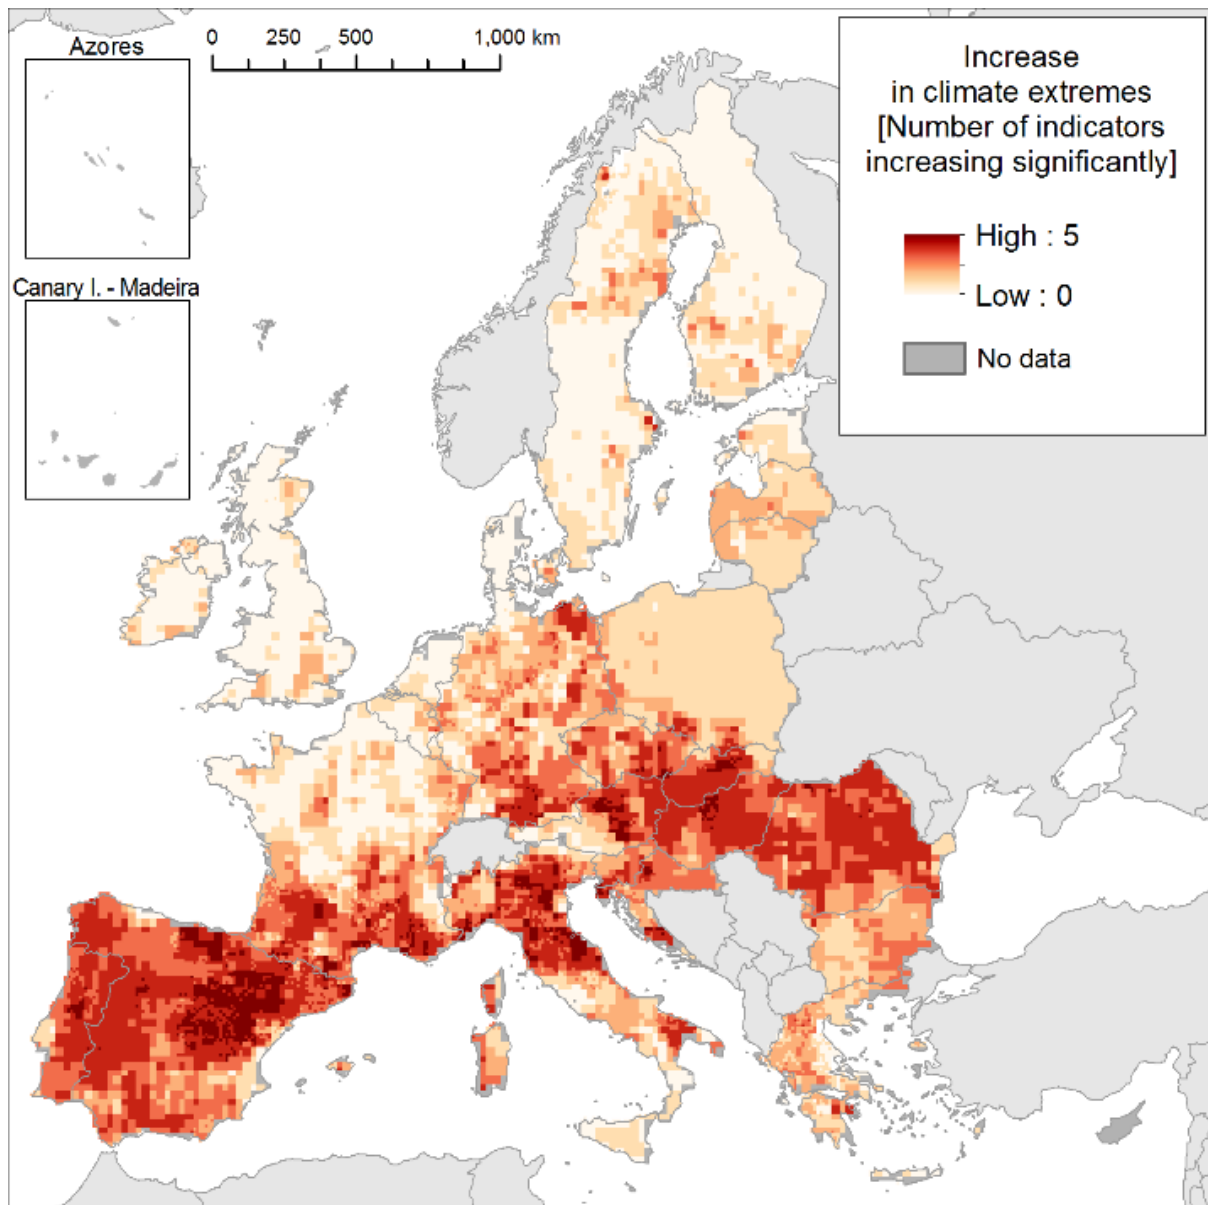 Azores
0 250 500 1,000 km
Canary I. - Madeira
Increase
in climate extremes
[Number of indicators
increasing significantly]
High : 5
Low : 0
No data